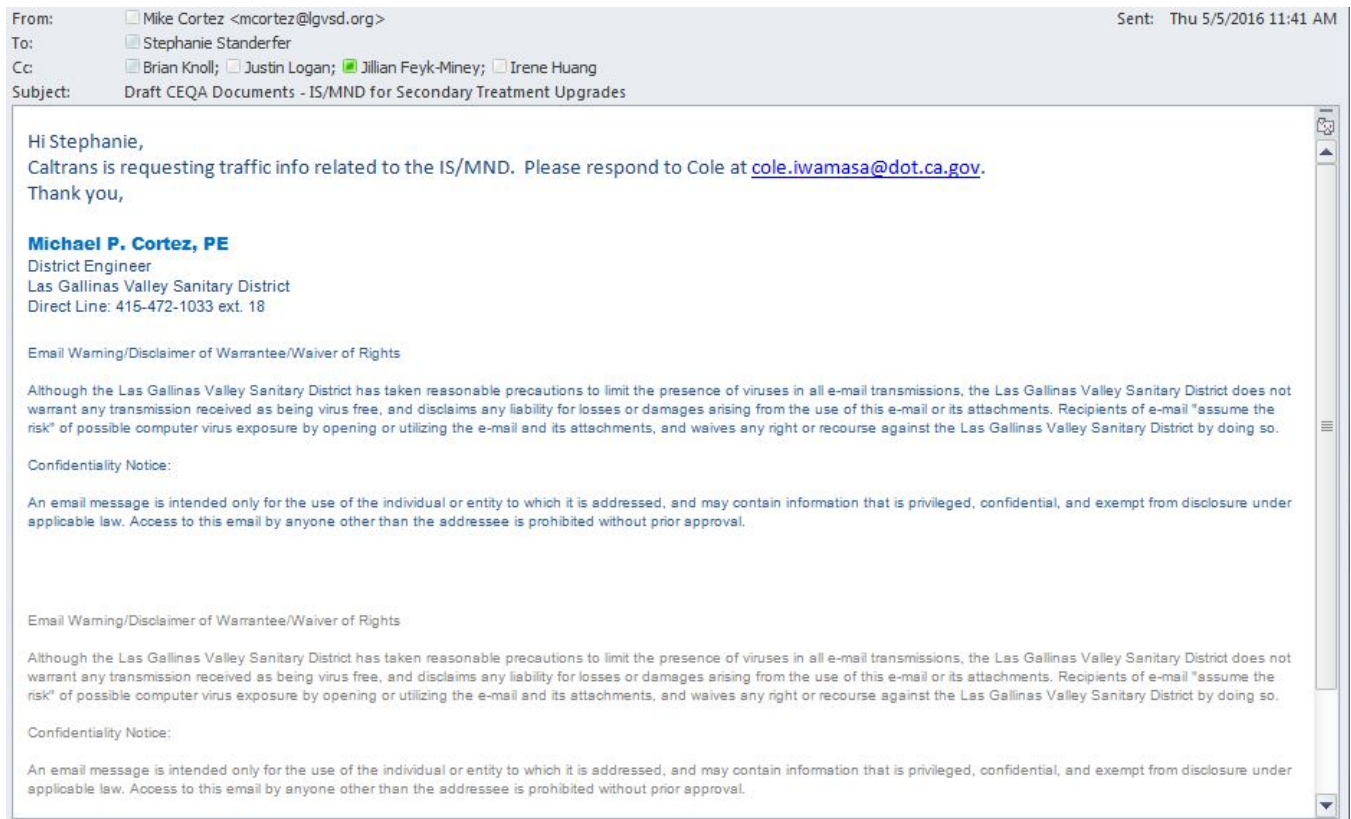 From: Mike Cortez <mcortez@lgvsd.org> Sent: Thu 5/5/2016 11:41 AM
To: Stephanie Standerfer
Cc: Brian Knoll; Justin Logan; Jillian Feyk-Miney; Irene Huang
Subject: Draft CEQA Documents - IS/MND for Secondary Treatment Upgrades
Hi Stephanie,
Caltrans is requesting traffic info related to the IS/MND. Please respond to Cole at cole.iwamasa@dot.ca.gov.
Thank you,
Michael P. Cortez, PE
District Engineer
Las Gallinas Valley Sanitary District
Direct Line: 415-472-1033 ext. 18
Email Warning/Disclaimer of Warrantee/Waiver of Rights
Although the Las Gallinas Valley Sanitary District has taken reasonable precautions to limit the presence of viruses in all e-mail transmissions, the Las Gallinas Valley Sanitary District does not
warrant any transmission received as being virus free, and disclaims any liability for losses or damages arising from the use of this e-mail or its attachments. Recipients of e-mail "assume the
risk" of possible computer virus exposure by opening or utilizing the e-mail and its attachments, and waives any right or recourse against the Las Gallinas Valley Sanitary District by doing so.
Confidentiality Notice:
An email message is intended only for the use of the individual or entity to which it is addressed, and may contain information that is privileged, confidential, and exempt from disclosure under
applicable law. Access to this email by anyone other than the addressee is prohibited without prior approval.
Email Warning/Disclaimer of Warrantee/Waiver of Rights
Although the Las Gallinas Valley Sanitary District has taken reasonable precautions to limit the presence of viruses in all e-mail transmissions, the Las Gallinas Valley Sanitary District does not
warrant any transmission received as being virus free, and disclaims any liability for losses or damages arising from the use of this e-mail or its attachments. Recipients of e-mail "assume the
risk" of possible computer virus exposure by opening or utilizing the e-mail and its attachments, and waives any right or recourse against the Las Gallinas Valley Sanitary District by doing so.
Confidentiality Notice:
An email message is intended only for the use of the individual or entity to which it is addressed, and may contain information that is privileged, confidential, and exempt from disclosure under
applicable law. Access to this email by anyone other than the addressee is prohibited without prior approval.